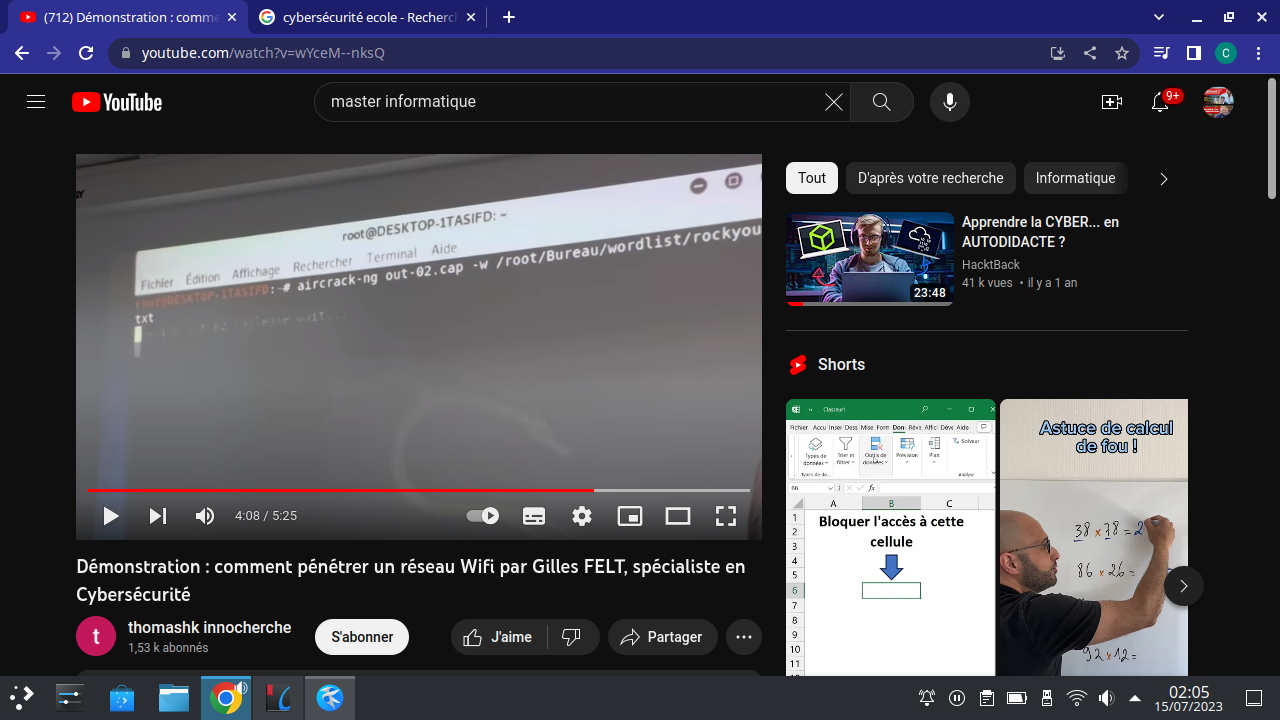 (712) Démonstration : comme
cybersécurité ecole - Recherch
youtube.com/watch?v=wYceM--nksQ
C
YouTube
master informatique
9+
root@DESKTOP-1TASIFD: ~
Fichier Édition Affichage Rechercher Terminal Aide
root@DESKTOP-1TASIFD:~# aircrack-ng out-02.cap -w /root/Bureau/wordlist/rockyou
txt
4:08 / 5:25
Démonstration : comment pénétrer un réseau Wifi par Gilles FELT, spécialiste en
Cybersécurité
t
thomashk innocherche
1,53 k abonnés
S'abonner
J'aime
Partager
Tout
D'après votre recherche
Informatique
23:48
Apprendre la CYBER... en
AUTODIDACTE ?
HacktBack
41 k vues • il y a 1 an
Shorts
Classeur1
Fichier Accu Inser Dess Mise Form Don Révi Affic Déve Aide
Types de données
Trier et filtrer
Outils de données
Prévision
Plan
Solveur
Types de do...
Analyse
B6
fx
A B C
1
2
3
4
5
6
7
8
9
10
11
Bloquer l'accès à cette
cellule
Astuce de calcul
de fou !
38 x 78 = 2
86 x 26 =
92 x 12 =
02:05
15/07/2023